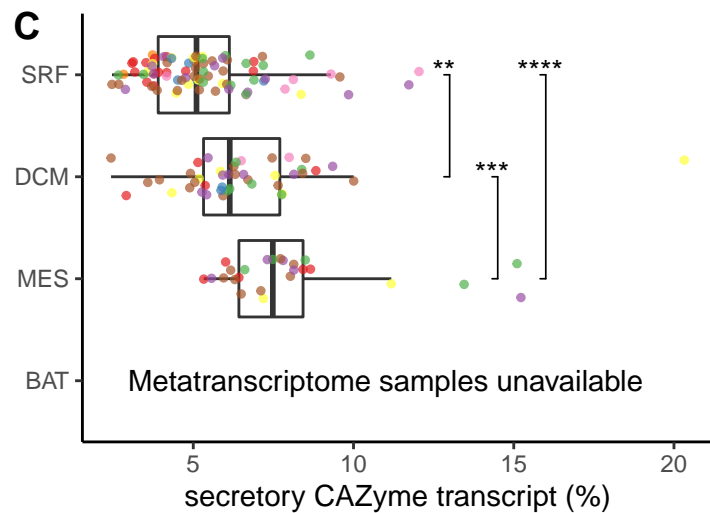 C
SRF
** ****
DCM
***
MES
BAT
Metatranscriptome samples unavailable
5 10 15 20
secretory CAZyme transcript (%)